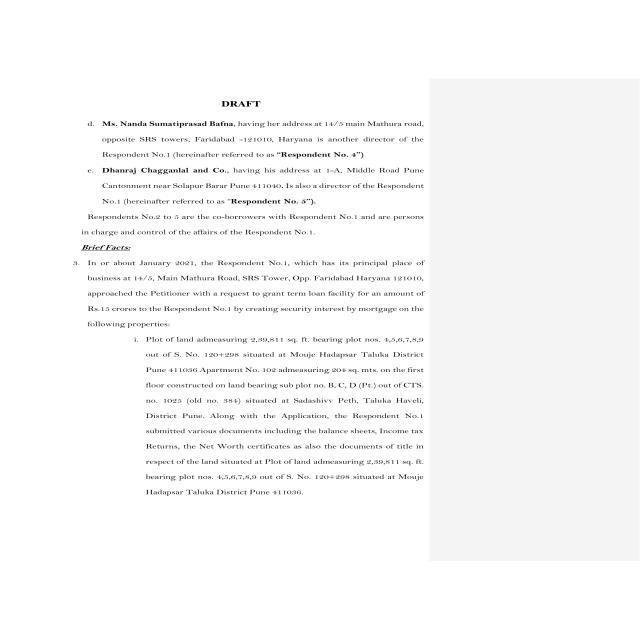 DRAFT
d. Ms. Nanda Sumatiprasad Bafna, having her address at 14/5 main Mathura road,
opposite SRS towers, Faridabad -121010, Haryana is another director of the
Respondent No.1 (hereinafter referred to as “Respondent No. 4”)
e. Dhanraj Chagganlal and Co., having his address at 1-A, Middle Road Pune
Cantonment near Solapur Barar Pune 411040. Is also a director of the Respondent
No.1 (hereinafter referred to as “Respondent No. 5”).
Respondents No.2 to 5 are the co-borrowers with Respondent No.1 and are persons
in charge and control of the affairs of the Respondent No.1.
Brief Facts:
3. In or about January 2021, the Respondent No.1, which has its principal place of
business at 14/5, Main Mathura Road, SRS Tower, Opp. Faridabad Haryana 121010,
approached the Petitioner with a request to grant term loan facility for an amount of
Rs.15 crores to the Respondent No.1 by creating security interest by mortgage on the
following properties:
i. Plot of land admeasuring 2,39,811 sq. ft. bearing plot nos. 4,5,6,7,8,9
out of S. No. 120+298 situated at Mouje Hadapsar Taluka District
Pune 411036 Apartment No. 102 admeasuring 204 sq. mts. on the first
floor constructed on land bearing sub plot no. B, C, D (Pt.) out of CTS.
no. 1025 (old no. 384) situated at Sadashivv Peth, Taluka Haveli,
District Pune. Along with the Application, the Respondent No.1
submitted various documents including the balance sheets, Income tax
Returns, the Net Worth certificates as also the documents of title in
respect of the land situated at Plot of land admeasuring 2,39,811 sq. ft.
bearing plot nos. 4,5,6,7,8,9 out of S. No. 120+298 situated at Mouje
Hadapsar Taluka District Pune 411036.